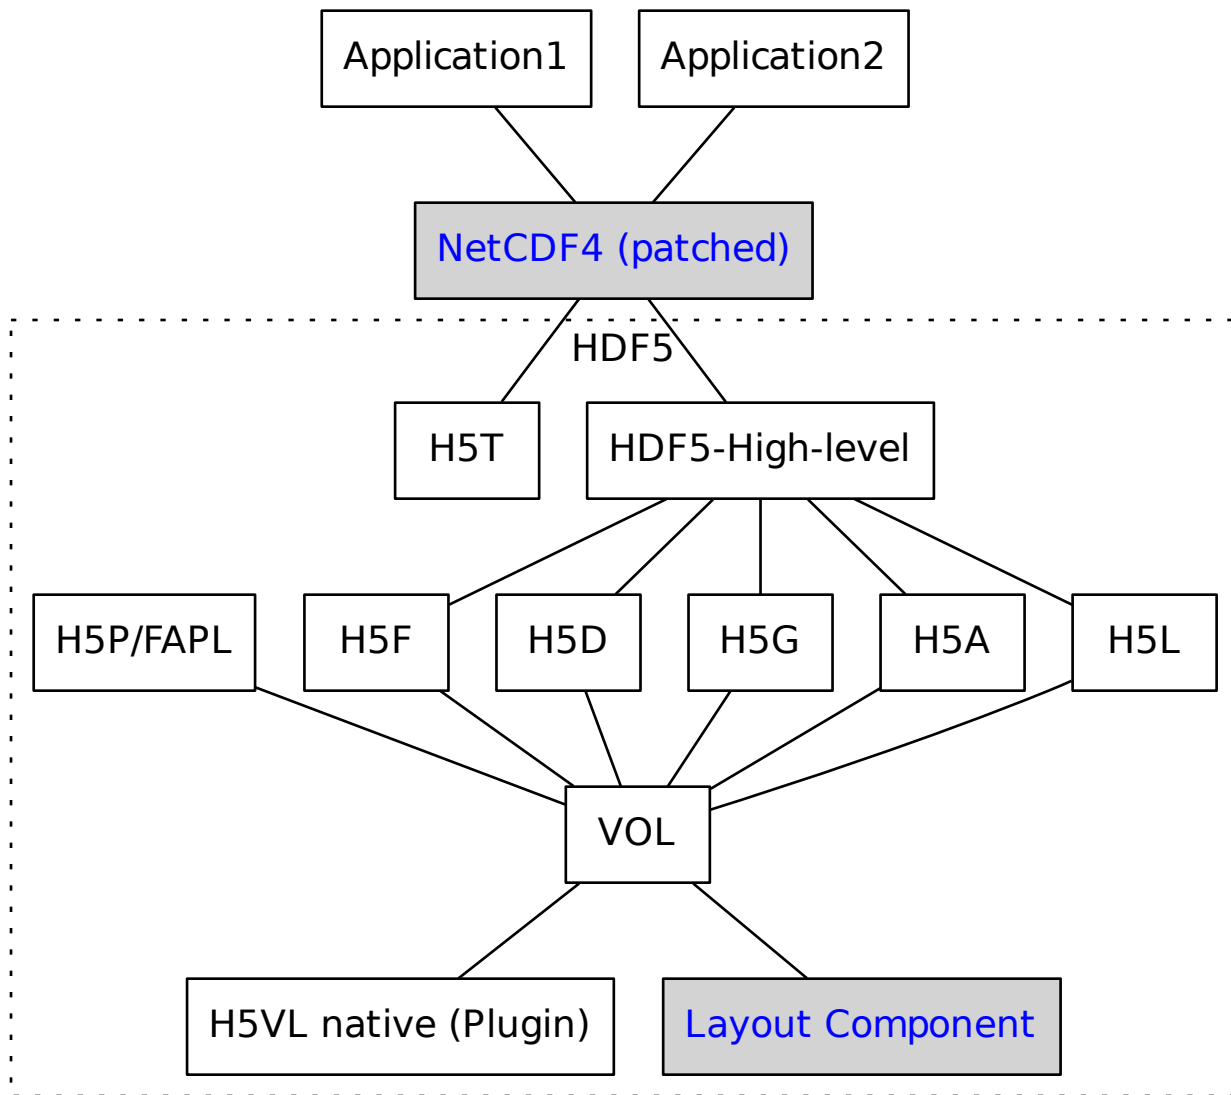 Application1
Application2
NetCDF4 (patched)
HDF5
H5T
HDF5-High-level
H5P/FAPL
H5F
H5D
H5G
H5A
H5L
VOL
H5VL native (Plugin)
Layout Component